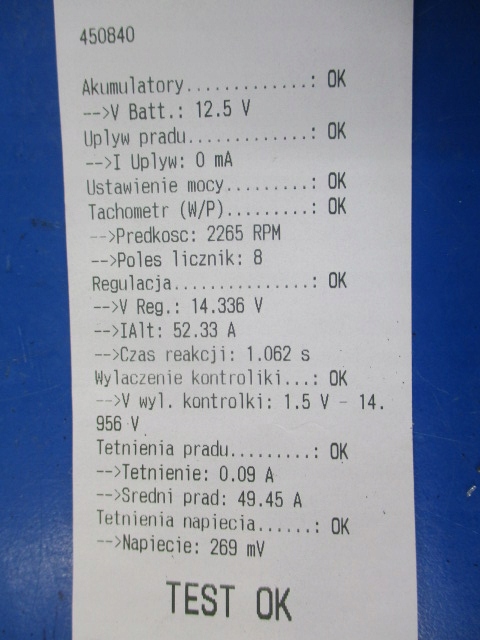 450840
Akumulatory.............: OK
-->V Batt.: 12.5 V
Uplyw pradu.............: OK
-->I Uplyw: 0 mA
Ustawienie mocy.........: OK
Tachometr (W/P).........: OK
-->Predkosc: 2265 RPM
-->Poles licznik: 8
Regulacja...............: OK
-->V Reg.: 14.336 V
-->IAlt: 52.33 A
-->Czas reakcji: 1.062 s
Wylaczenie kontroliki...: OK
-->V wyl. kontrolki: 1.5 V - 14.
956 V
Tetnienia pradu.........: OK
-->Tetnienie: 0.09 A
-->Sredni prad: 49.45 A
Tetnienia napiecia......: OK
-->Napiecie: 269 mV
TEST OK